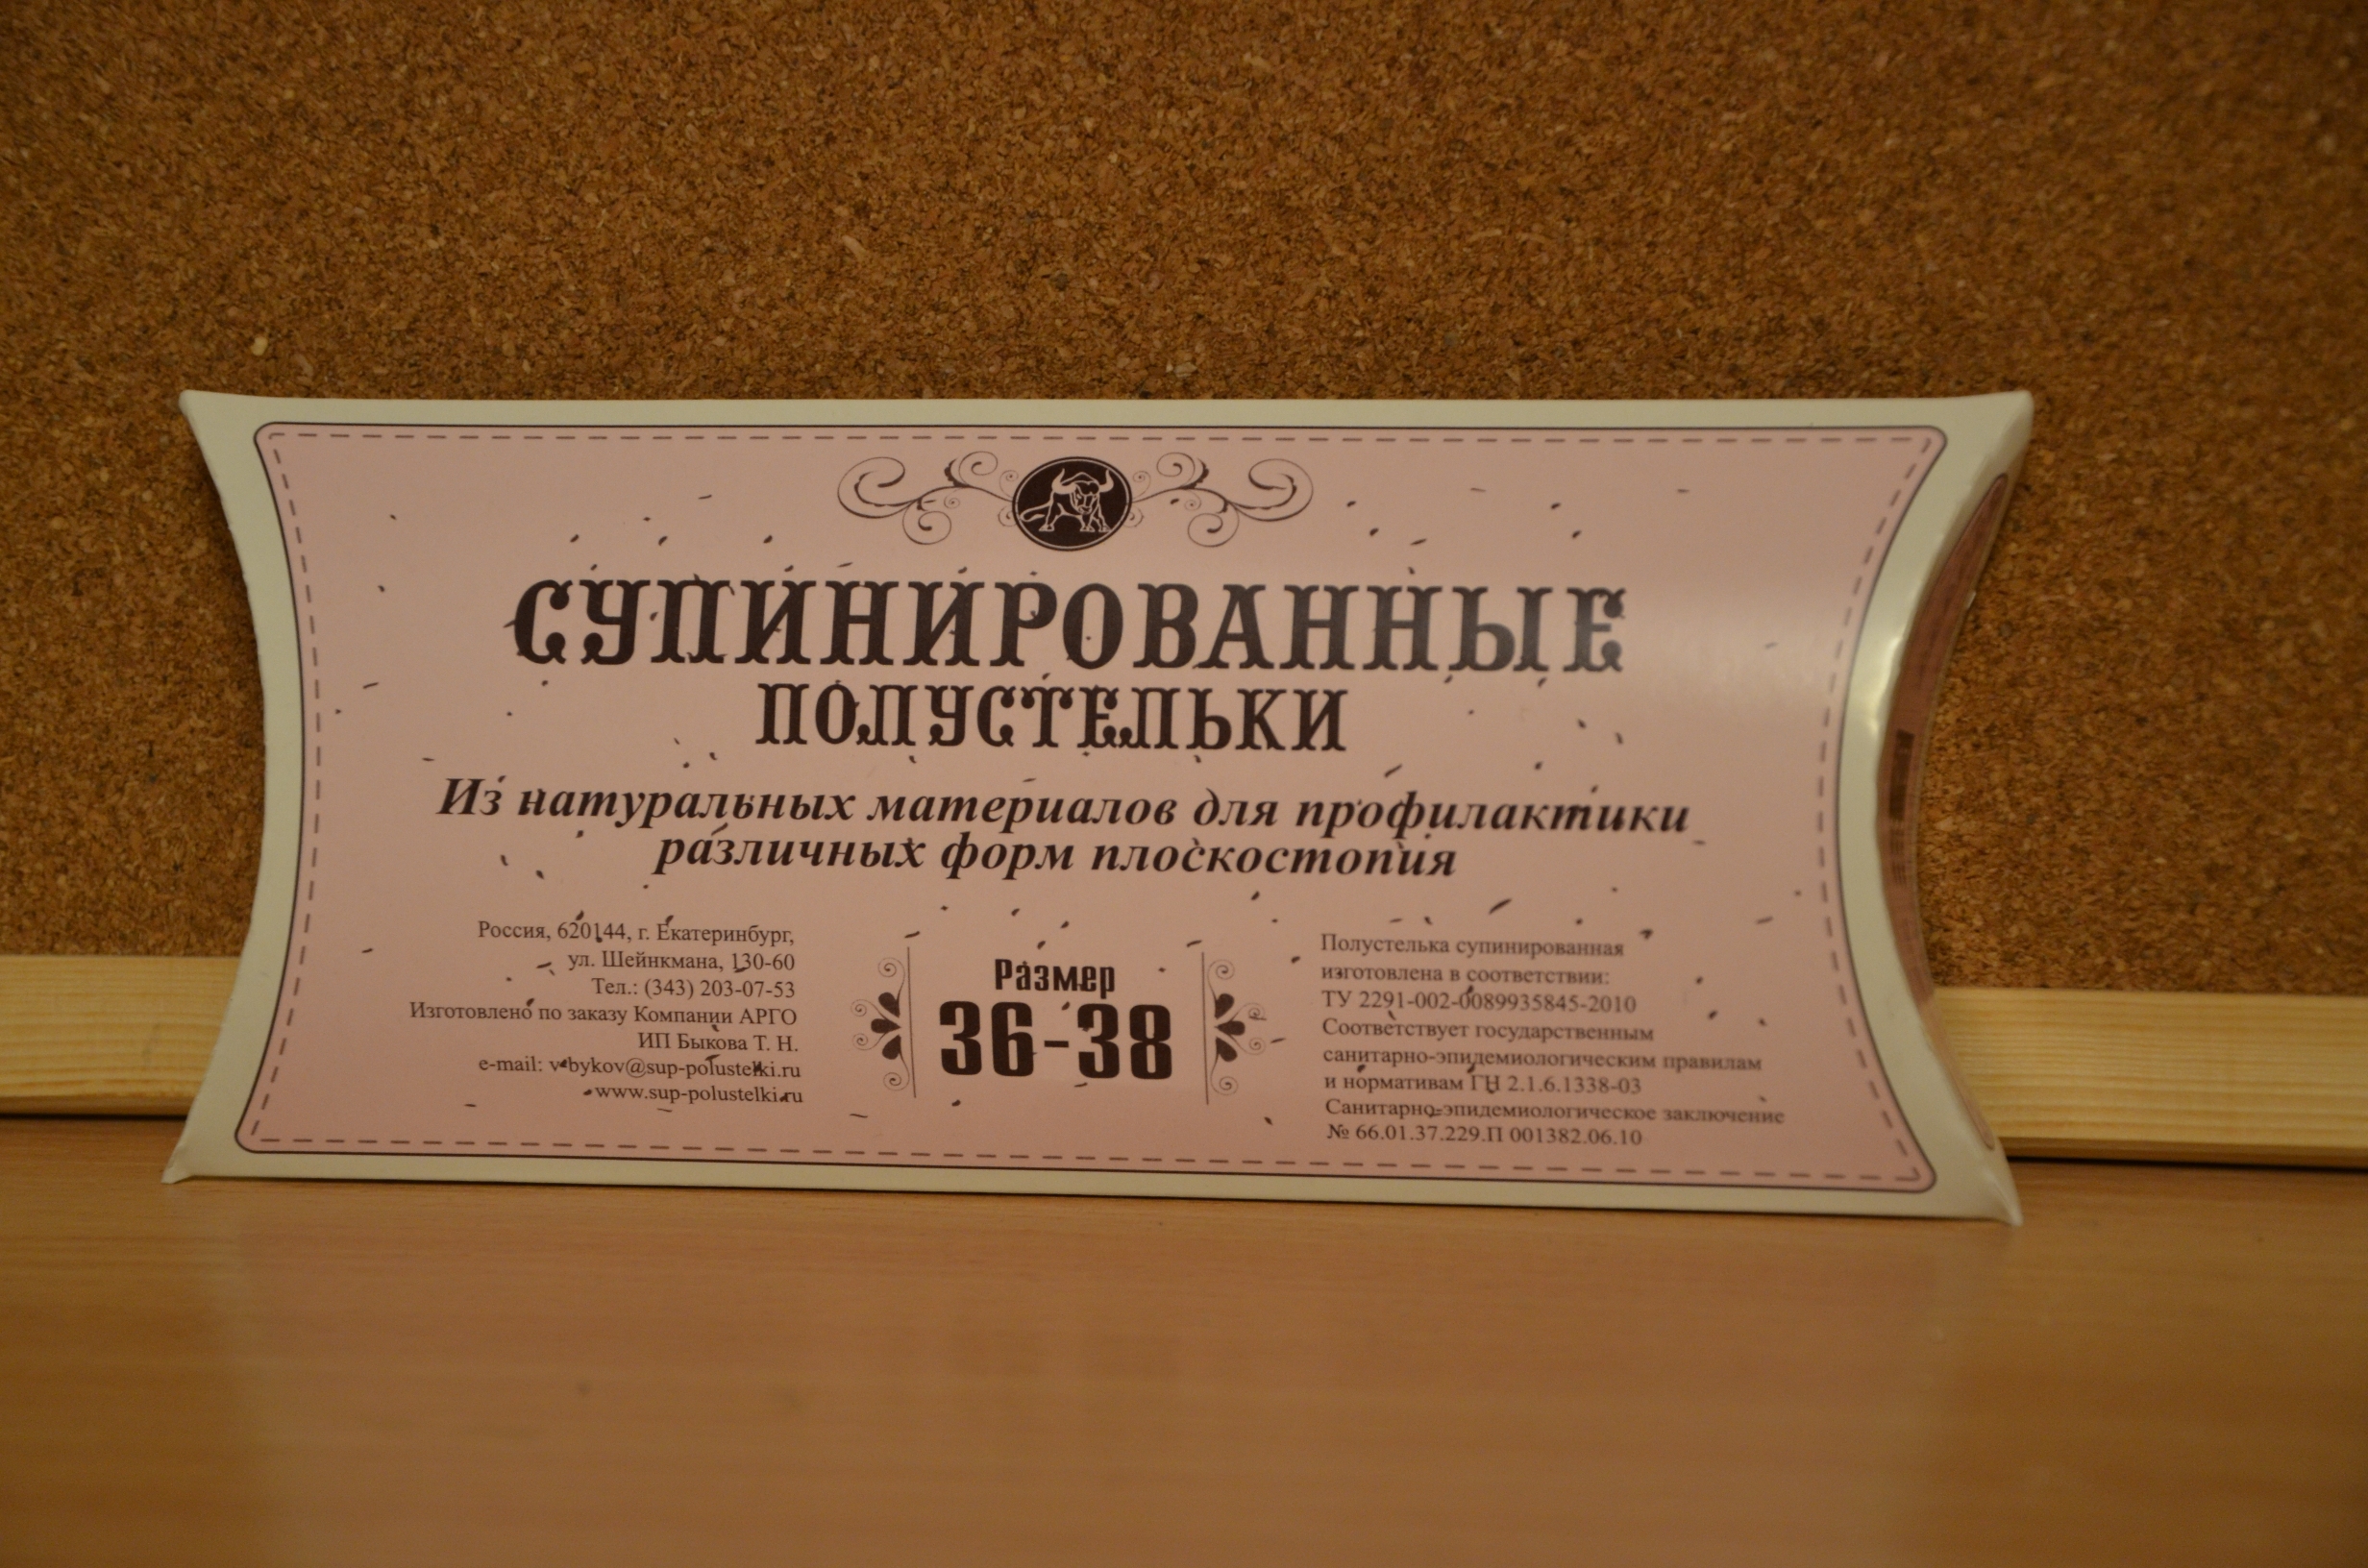 СУПИНИРОВАННЫЕ
ПОЛУСТЕЛЬКИ
Из натуральных материалов для профилактики
различных форм плоскостопия
Россия, 620144, г. Екатеринбург,
ул. Шейнкмана, 130-60
Тел.: (343) 203-07-53
Изготовлено по заказу Компании АРГО
ИП Быкова Т. Н.
e-mail: v-bykov@sup-polustelki.ru
www.sup-polustelki.ru
Размер
36-38
Полустелька супинированная
изготовлена в соответствии:
ТУ 2291-002-0089935845-2010
Соответствует государственным
санитарно-эпидемиологическим правилам
и нормативам ГН 2.1.6.1338-03
Санитарно-эпидемиологическое заключение
№ 66.01.37.229.П 001382.06.10